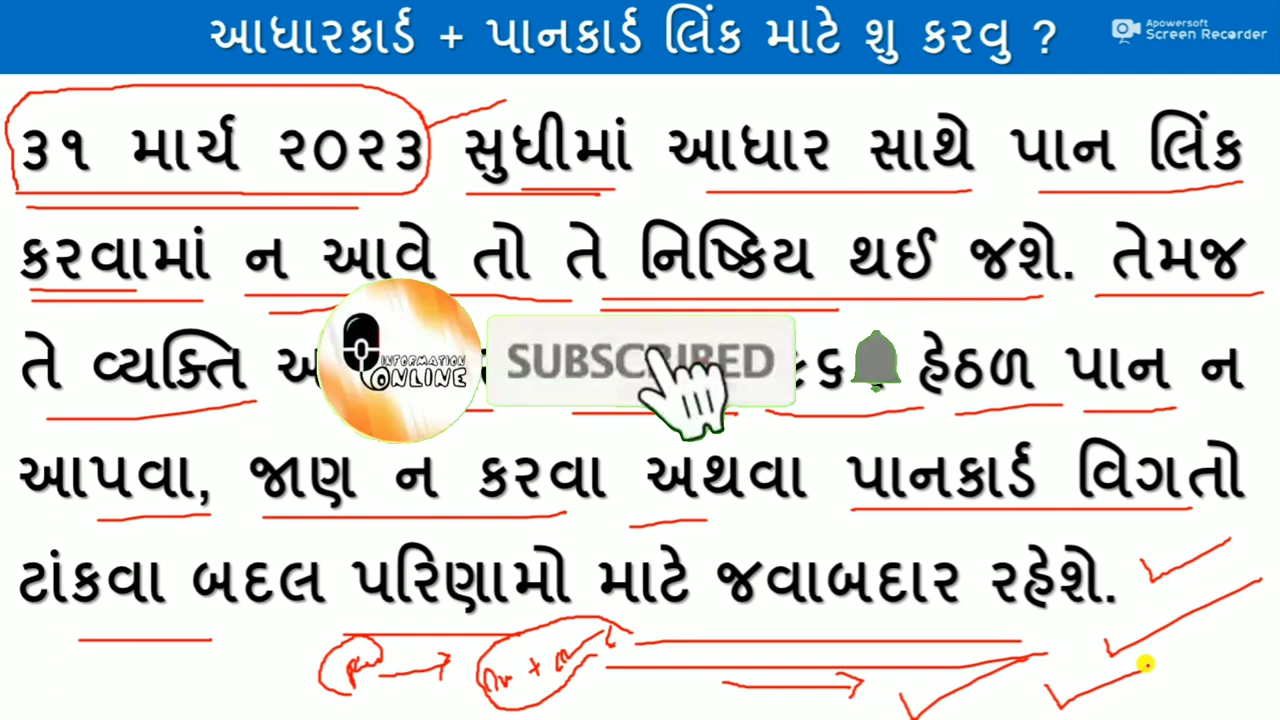 આધારકાર્ડ + પાનકાર્ડ લિંક માટે શુ કરવુ ?
Apowersoft
Screen Recorder
૩૧ માર્ચ ૨૦૨૩ સુધીમાં આધાર સાથે પાન લિંક
કરવામાં ન આવે તો તે નિષ્ક્રિય થઈ જશે. તેમજ
તે વ્યક્તિ હેઠળ પાન ન
INFORMATION
ONLINE
SUBSCRIBED
આપવા, જાણ ન કરવા અથવા પાનકાર્ડ વિગતો
ટાંકવા બદલ પરિણામો માટે જવાબદાર રહેશે.